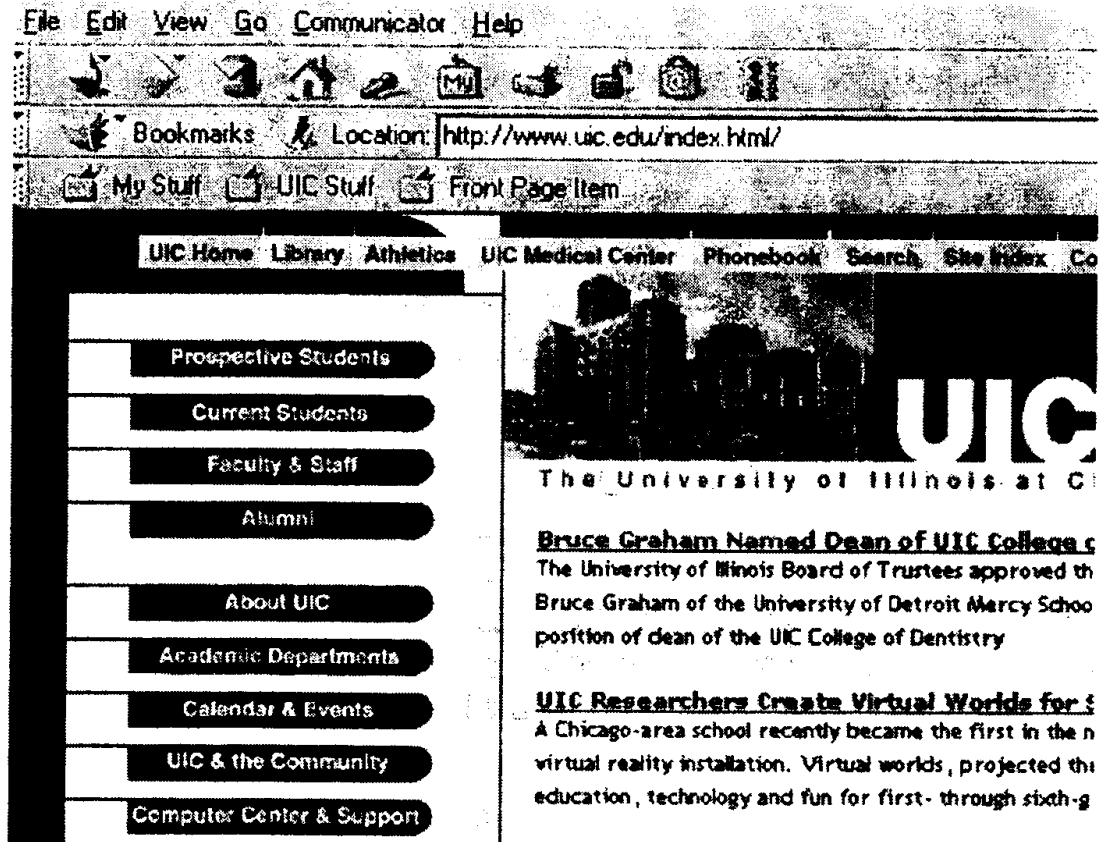 File Edit View Go Communicator Help
My
Bookmarks Location: http://www.uic.edu/index.html/
My Stuff UIC Stuff Front Page Item
UIC Home Library Athletics UIC Medical Center Phonebook Search Site Index Co
Prospective Students
Current Students
Faculty & Staff
Alumni
About UIC
Academic Departments
Calendar & Events
UIC & the Community
Computer Center & Support
UIC
The University of Illinois at C
Bruce Graham Named Dean of UIC College
The University of Illinois Board of Trustees approved th
Bruce Graham of the University of Detroit Mercy Schoo
position of dean of the UIC College of Dentistry
UIC Researchers Create Virtual Worlds for
A Chicago-area school recently became the first in the n
virtual reality installation. Virtual worlds, projected
education, technology and fun for first- through sixth-g